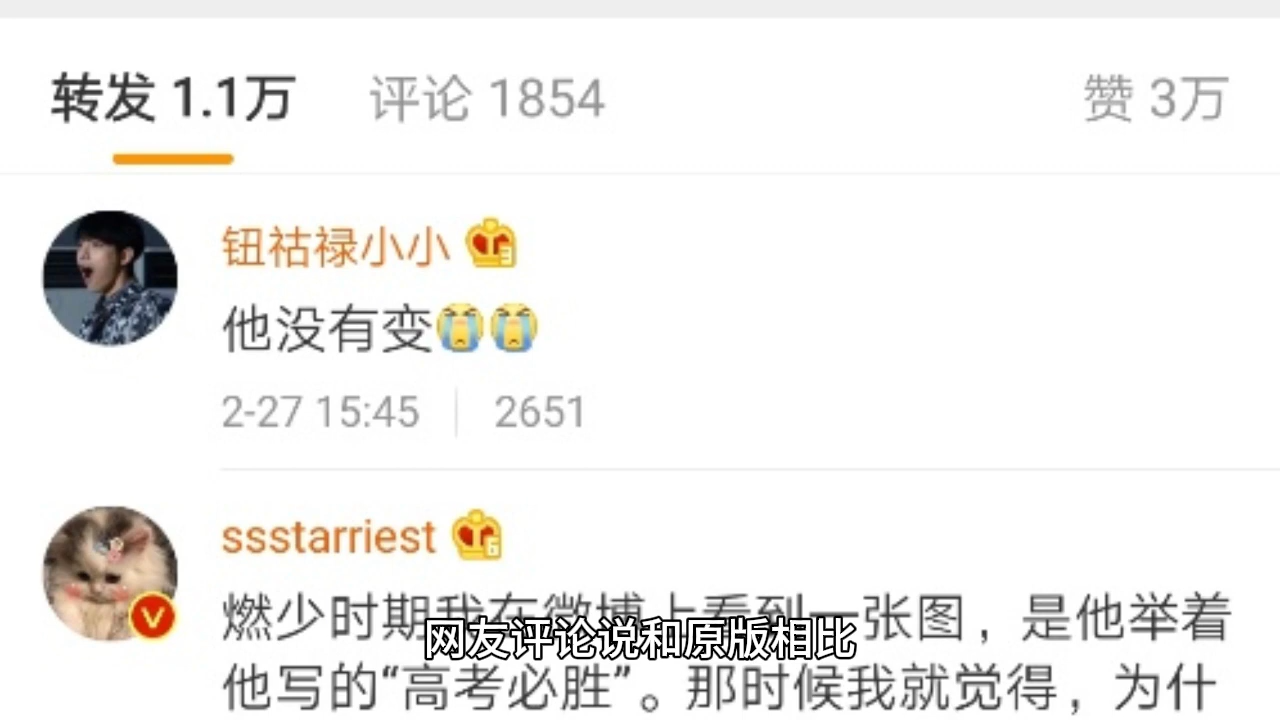 转发 1.1万 评论 1854 赞 3万
钮祜禄小小
他没有变
2-27 15:45 2651
ssstarriest
燃少时期我在微博上看到一张图，是他举着
网友评论说和原版相比
他写的“高考必胜”。那时候我就觉得，为什